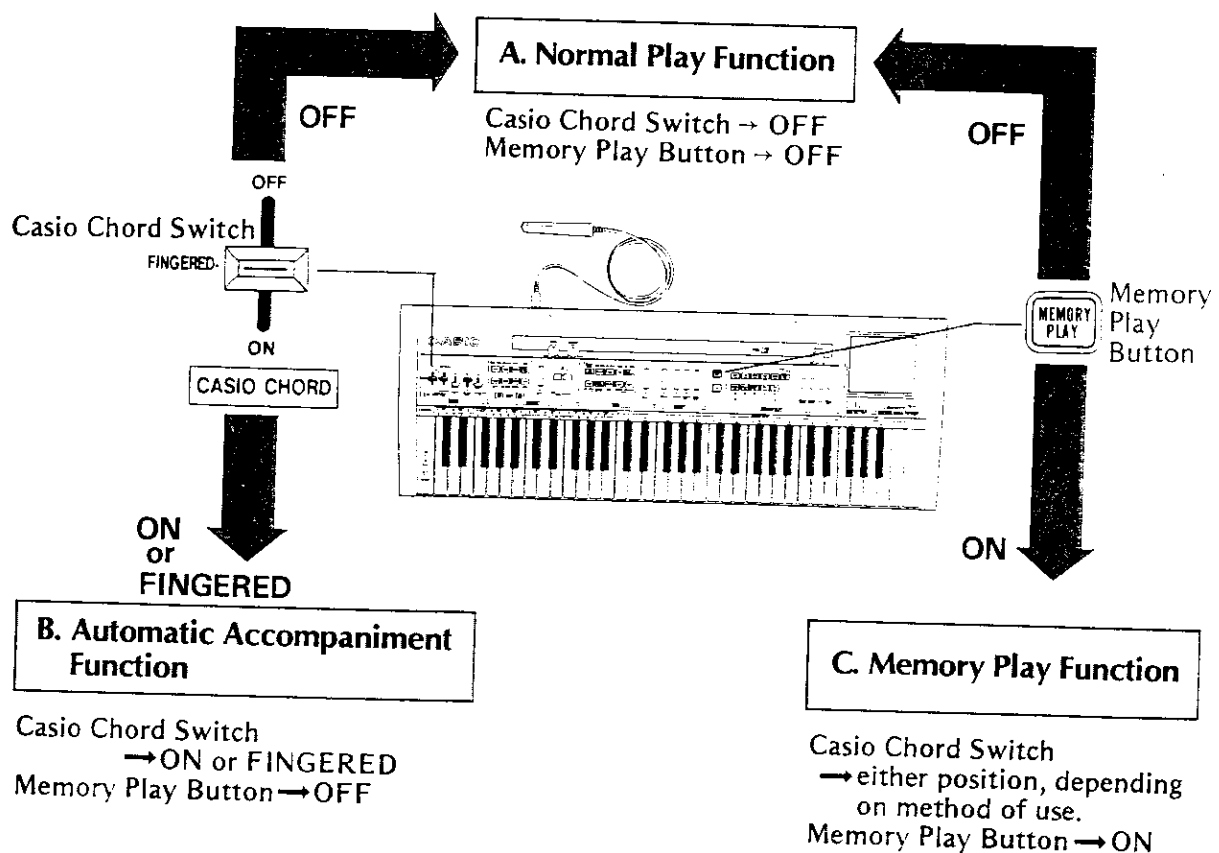 A. Normal Play Function
Casio Chord Switch → OFF
Memory Play Button → OFF
OFF
OFF
OFF
Casio Chord Switch
FINGERED-
ON
CASIO CHORD
MEMORY
PLAY
Memory
Play
Button
CASIO
ON
or
FINGERED
ON
B. Automatic Accompaniment
Function
Casio Chord Switch
→ON or FINGERED
Memory Play Button→OFF
C. Memory Play Function
Casio Chord Switch
→either position, depending
on method of use.
Memory Play Button→ON